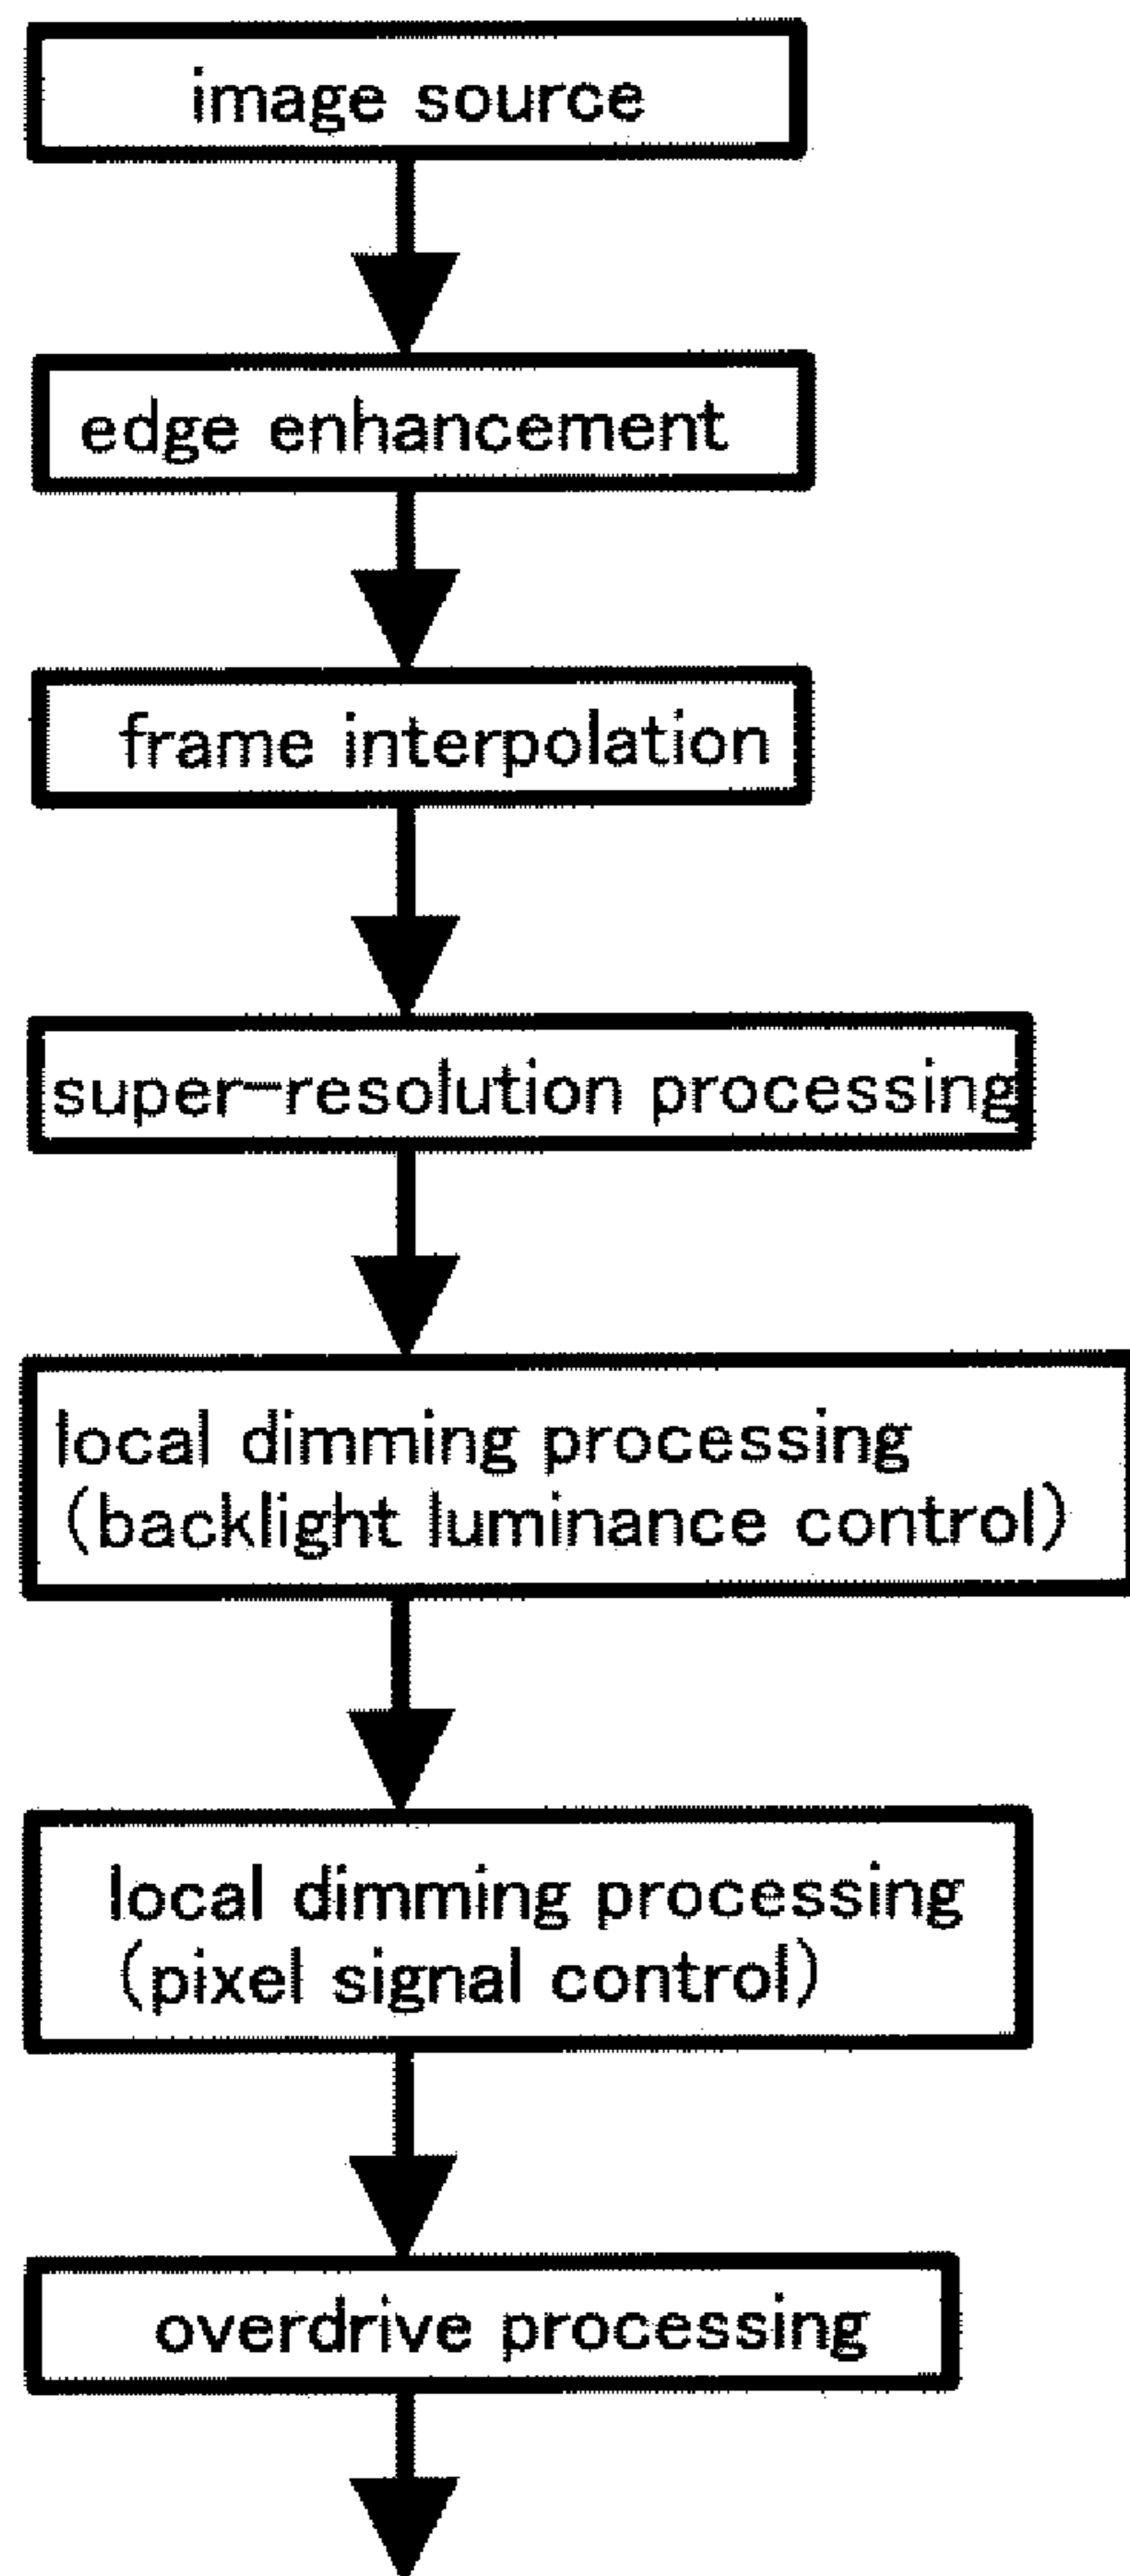 image source
edge enhancement
frame interpolation
super-resolution processing
local dimming processing
(backlight luminance control)
local dimming processing
(pixel signal control)
overdrive processing